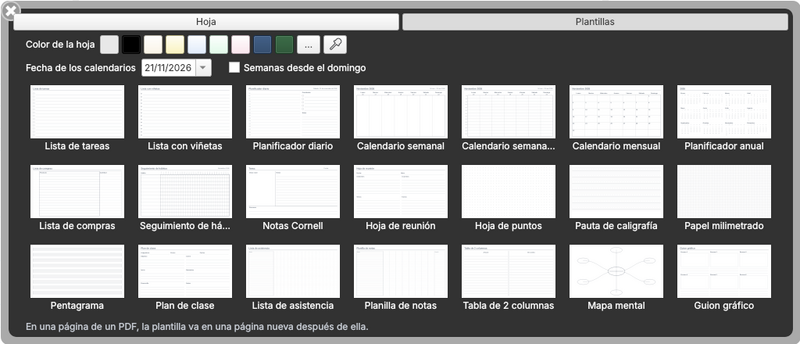 Hoja
Plantillas
Color de la hoja
...
Fecha de los calendarios 21/11/2026 Semanas desde el domingo
Lista de tareas
Lista con viñetas
Planificador diario
Calendario semanal
Calendario semana...
Calendario mensual
Planificador anual
Lista de compras
Seguimiento de há...
Notas Cornell
Hoja de reunión
Hoja de puntos
Pauta de caligrafía
Papel milimetrado
Pentagrama
Plan de clase
Lista de asistencia
Planilla de notas
Tabla de 2 columnas
Mapa mental
Guion gráfico
En una página de un PDF, la plantilla va en una página nueva después de ella.